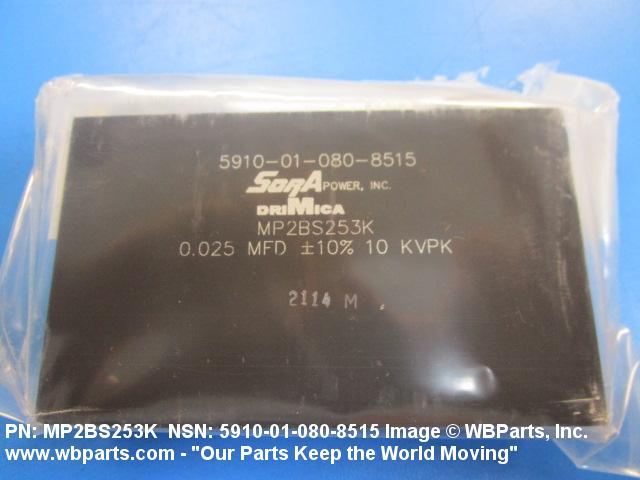 5910-01-080-8515
SorA POWER, INC.
DRIMICA
MP2BS253K
0.025 MFD ±10% 10 KVPK
2114 M
PN: MP2BS253K NSN: 5910-01-080-8515 Image © WBParts, Inc.
www.wbparts.com - "Our Parts Keep the World Moving"